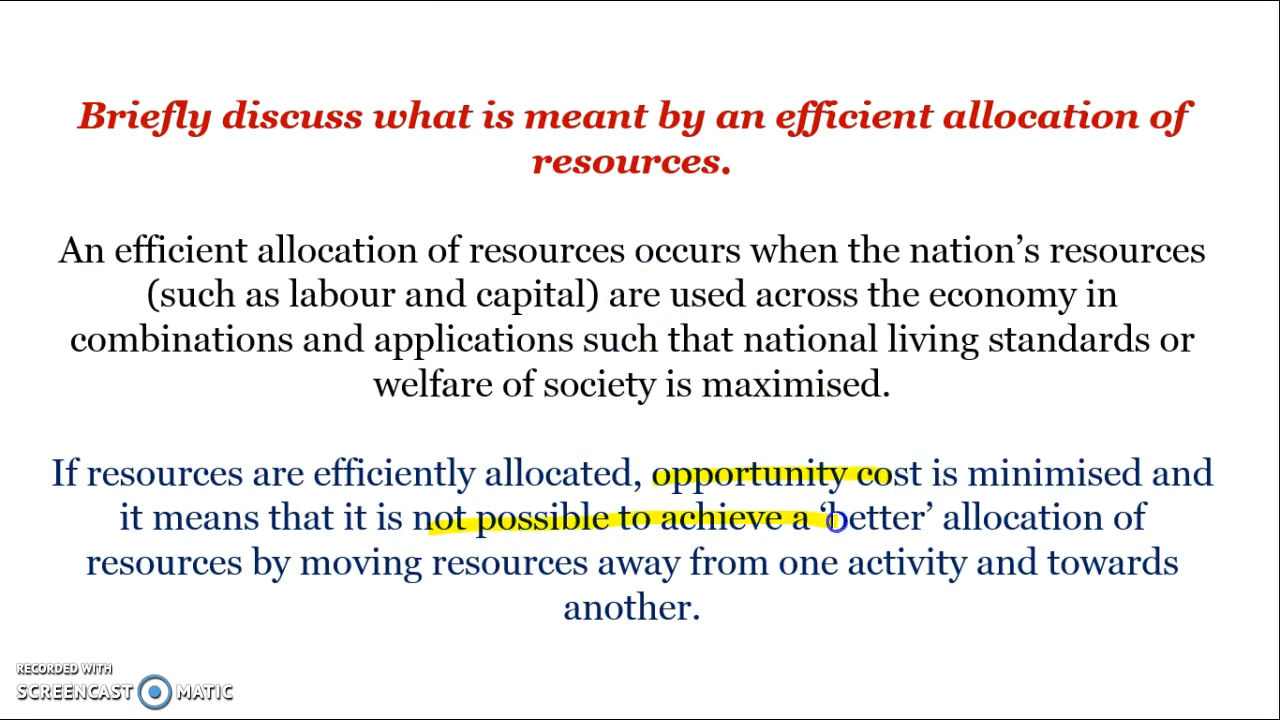 Briefly discuss what is meant by an efficient allocation of
resources.
An efficient allocation of resources occurs when the nation’s resources
(such as labour and capital) are used across the economy in
combinations and applications such that national living standards or
welfare of society is maximised.
If resources are efficiently allocated, opportunity cost is minimised and
it means that it is not possible to achieve a ‘better’ allocation of
resources by moving resources away from one activity and towards
another.
RECORDED WITH
SCREENCAST MATIC